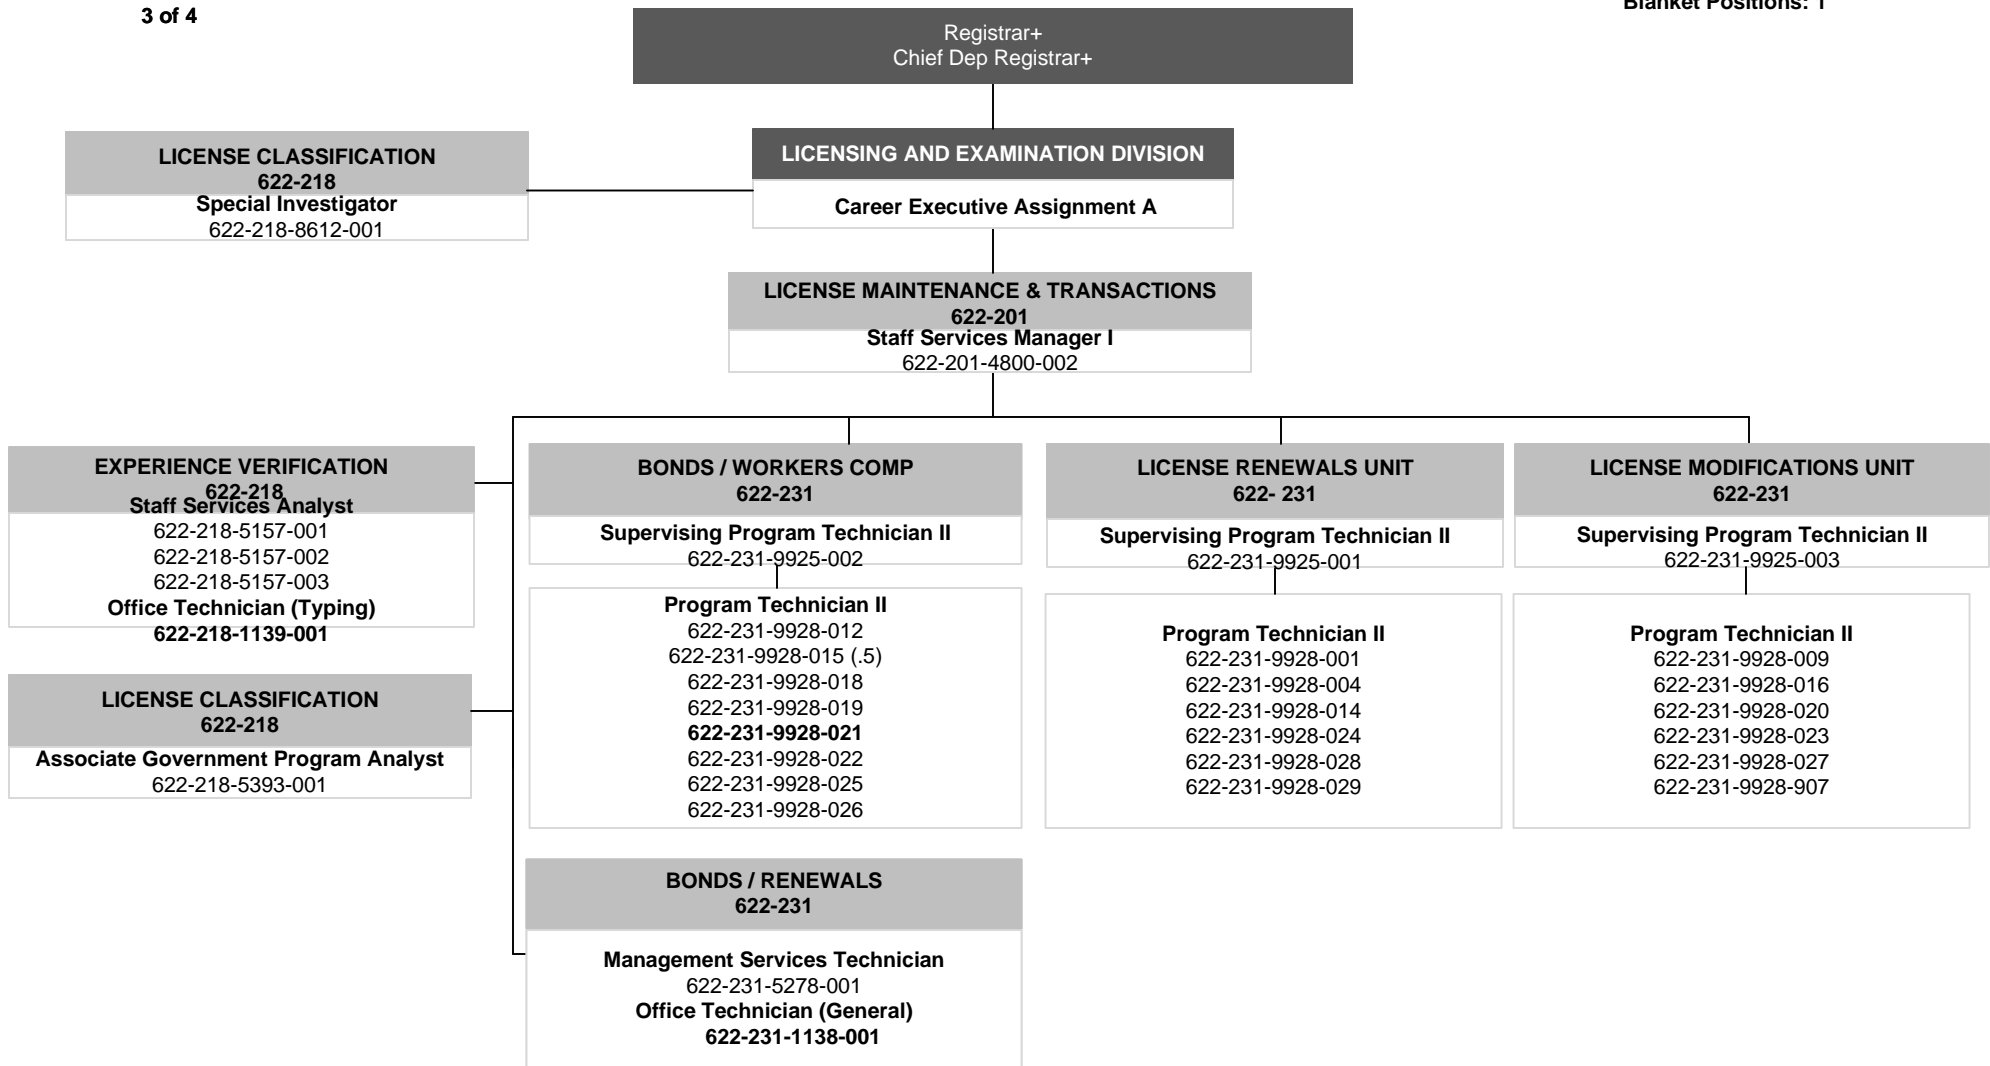 3 of 4
Blanket Positions: 1
Registrar+
Chief Dep Registrar+
LICENSE CLASSIFICATION
622-218
Special Investigator
622-218-8612-001
LICENSING AND EXAMINATION DIVISION
Career Executive Assignment A
LICENSE MAINTENANCE & TRANSACTIONS
622-201
Staff Services Manager I
622-201-4800-002
EXPERIENCE VERIFICATION
622-218
Staff Services Analyst
622-218-5157-001
622-218-5157-002
622-218-5157-003
Office Technician (Typing)
622-218-1139-001
LICENSE CLASSIFICATION
622-218
Associate Government Program Analyst
622-218-5393-001
BONDS / WORKERS COMP
622-231
Supervising Program Technician II
622-231-9925-002
Program Technician II
622-231-9928-012
622-231-9928-015 (.5)
622-231-9928-018
622-231-9928-019
622-231-9928-021
622-231-9928-022
622-231-9928-025
622-231-9928-026
BONDS / RENEWALS
622-231
Management Services Technician
622-231-5278-001
Office Technician (General)
622-231-1138-001
LICENSE RENEWALS UNIT
622- 231
Supervising Program Technician II
622-231-9925-001
Program Technician II
622-231-9928-001
622-231-9928-004
622-231-9928-014
622-231-9928-024
622-231-9928-028
622-231-9928-029
LICENSE MODIFICATIONS UNIT
622-231
Supervising Program Technician II
622-231-9925-003
Program Technician II
622-231-9928-009
622-231-9928-016
622-231-9928-020
622-231-9928-023
622-231-9928-027
622-231-9928-907